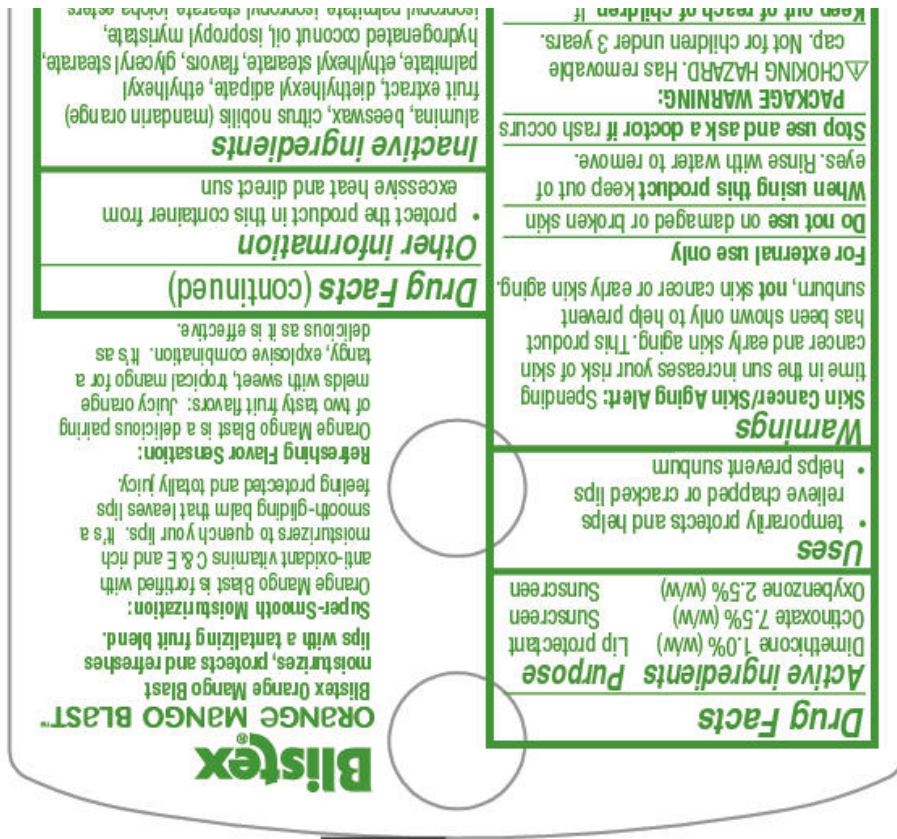 Drug Facts
Active ingredients Purpose
Dimethicone 1.0% (w/w) Lip protectant
Octinoxate 7.5% (w/w) Sunscreen
Oxybenzone 2.5% (w/w) Sunscreen
Uses
• temporarily protects and helps
relieve chapped or cracked lips
• helps prevent sunburn
Warnings
Skin Cancer/Skin Aging Alert: Spending
time in the sun increases your risk of skin
cancer and early skin aging. This product
has been shown only to help prevent
sunburn, not skin cancer or early skin aging.
For external use only
Do not use on damaged or broken skin
When using this product keep out of
eyes. Rinse with water to remove.
Stop use and ask a doctor if rash occurs
PACKAGE WARNING:
⚠CHOKING HAZARD. Has removable
cap. Not for children under 3 years.
Keep out of reach of children. If
Blistex®
ORANGE MANGO BLAST™
Blistex Orange Mango Blast
moisturizes, protects and refreshes
lips with a tantalizing fruit blend.
Super-Smooth Moisturization:
Orange Mango Blast is fortified with
anti-oxidant vitamins C & E and rich
moisturizers to quench your lips. It's a
smooth-gliding balm that leaves lips
feeling protected and totally juicy.
Refreshing Flavor Sensation:
Orange Mango Blast is a delicious pairing
of two tasty fruit flavors: Juicy orange
melds with sweet, tropical mango for a
tangy, explosive combination. It's as
delicious as it is effective.
Drug Facts (continued)
Other information
• protect the product in this container from
excessive heat and direct sun
Inactive ingredients
alumina, beeswax, citrus nobilis (mandarin orange)
fruit extract, diethylhexyl adipate, ethylhexyl
palmitate, ethylhexyl stearate, flavors, glyceryl stearate,
hydrogenated coconut oil, isopropyl myristate,
isopropyl palmitate, isopropyl stearate, jojoba esters